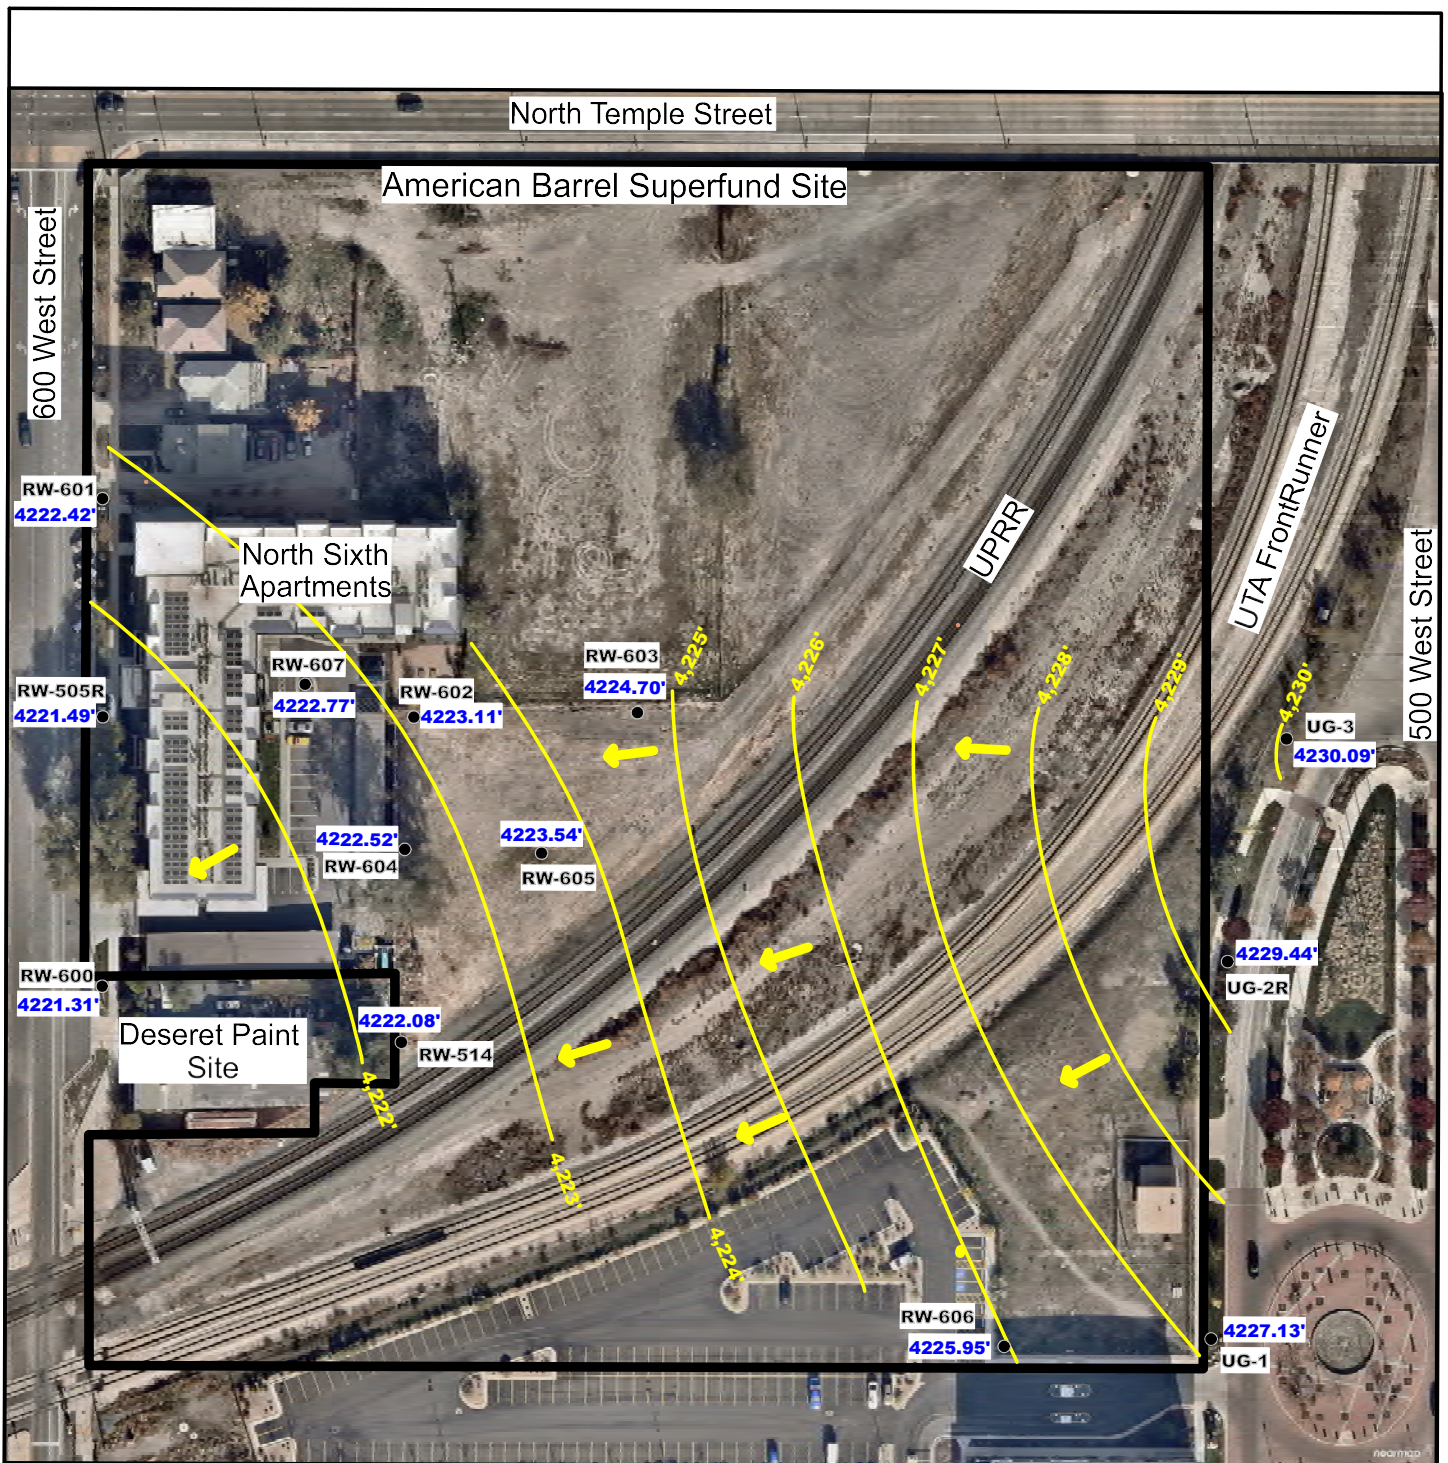 North Temple Street
American Barrel Superfund Site
600 West Street
RW-601
4222.42'
North Sixth
Apartments
UPRR
UTA FrontRunner
500 West Street
RW-607
4222.77'
RW-505R
4221.49'
RW-602
4223.11'
RW-603
4224.70'
4,225'
4,226'
4,227'
4,228'
4,229'
4,230'
UG-3
4230.09'
4222.52'
RW-604
4223.54'
RW-605
RW-600
4221.31'
4222.08'
RW-514
Deseret Paint
Site
4229.44'
UG-2R
4,222'
4,223'
4,224'
RW-606
4225.95'
4227.13'
UG-1
nearmap